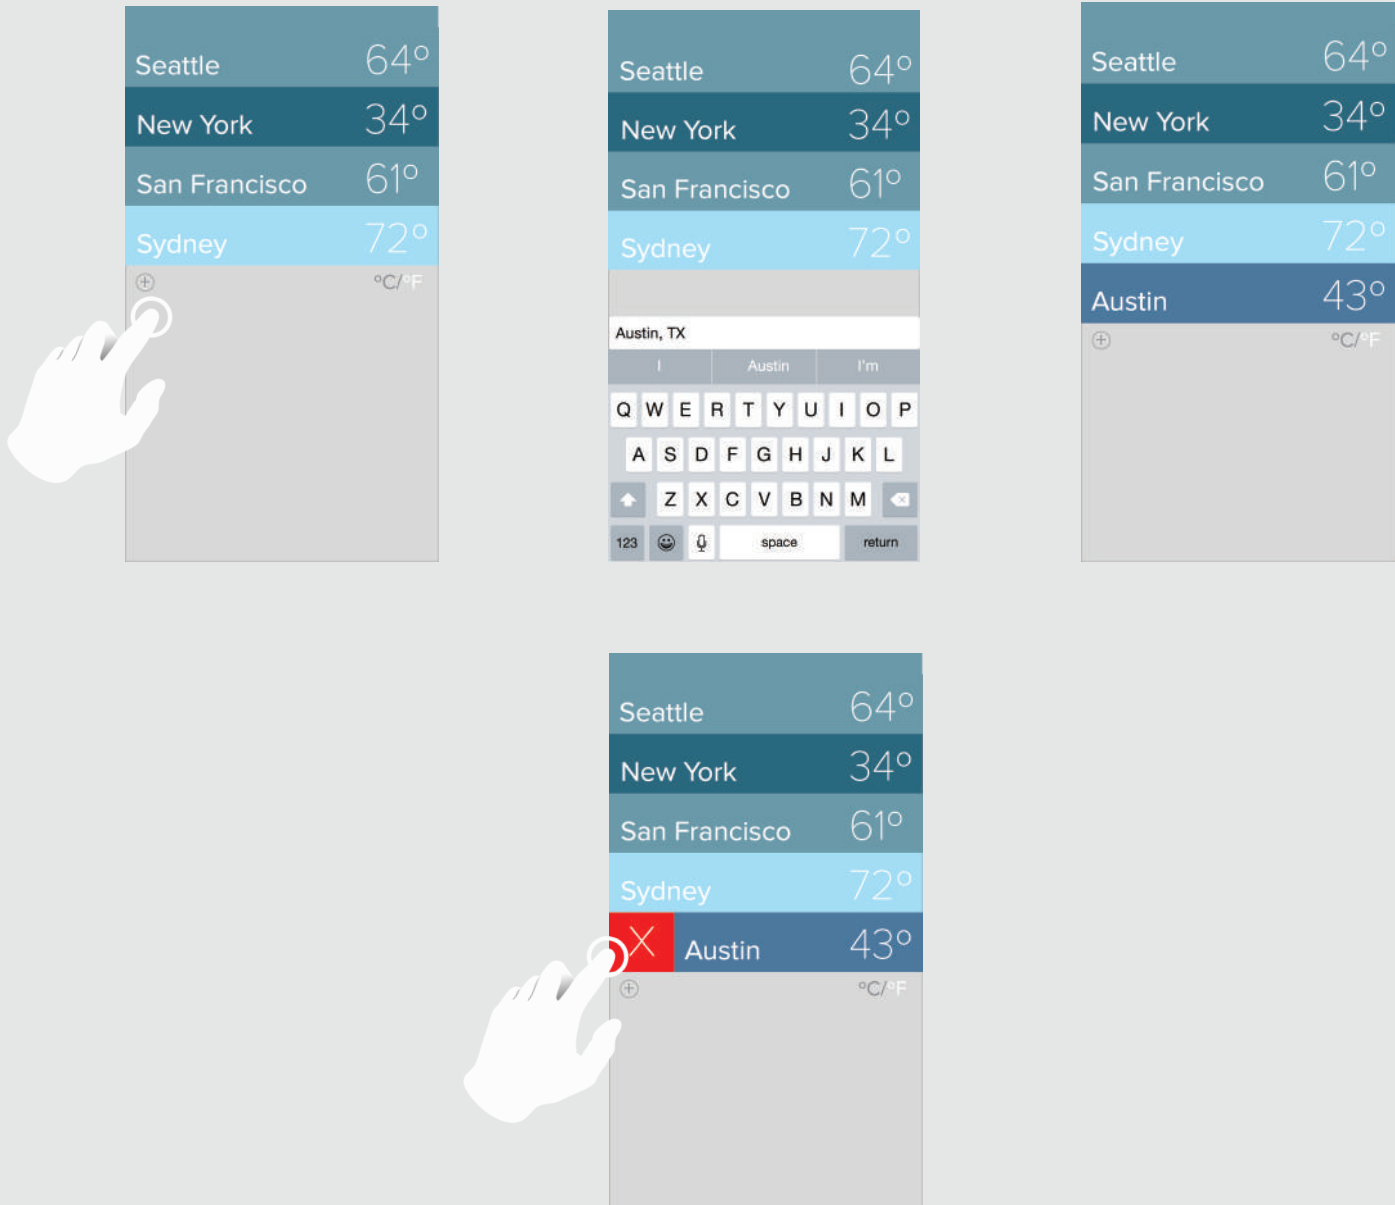 Seattle 64°
New York 34°
San Francisco 61°
Sydney 72°
°C/°F
Seattle 64°
New York 34°
San Francisco 61°
Sydney 72°
Austin, TX
I Austin I'm
Q W E R T Y U I O P
A S D F G H J K L
Z X C V B N M
123 space return
Seattle 64°
New York 34°
San Francisco 61°
Sydney 72°
Austin 43°
°C/°F
Seattle 64°
New York 34°
San Francisco 61°
Sydney 72°
X Austin 43°
°C/°F